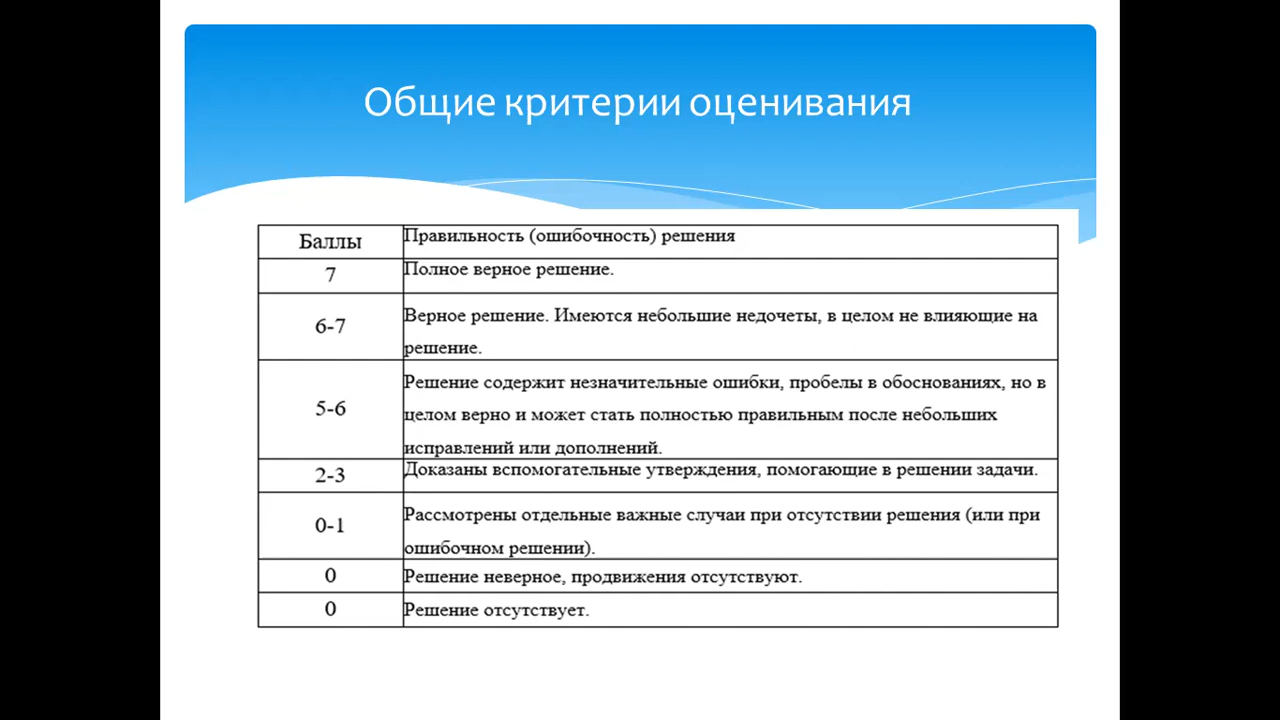 Общие критерии оценивания
Баллы
Правильность (ошибочность) решения
7
Полное верное решение.
6-7
Верное решение. Имеются небольшие недочеты, в целом не влияющие на
решение.
5-6
Решение содержит незначительные ошибки, пробелы в обоснованиях, но в
целом верно и может стать полностью правильным после небольших
исправлений или дополнений.
2-3
Доказаны вспомогательные утверждения, помогающие в решении задачи.
0-1
Рассмотрены отдельные важные случаи при отсутствии решения (или при
ошибочном решении).
0
Решение неверное, продвижения отсутствуют.
0
Решение отсутствует.